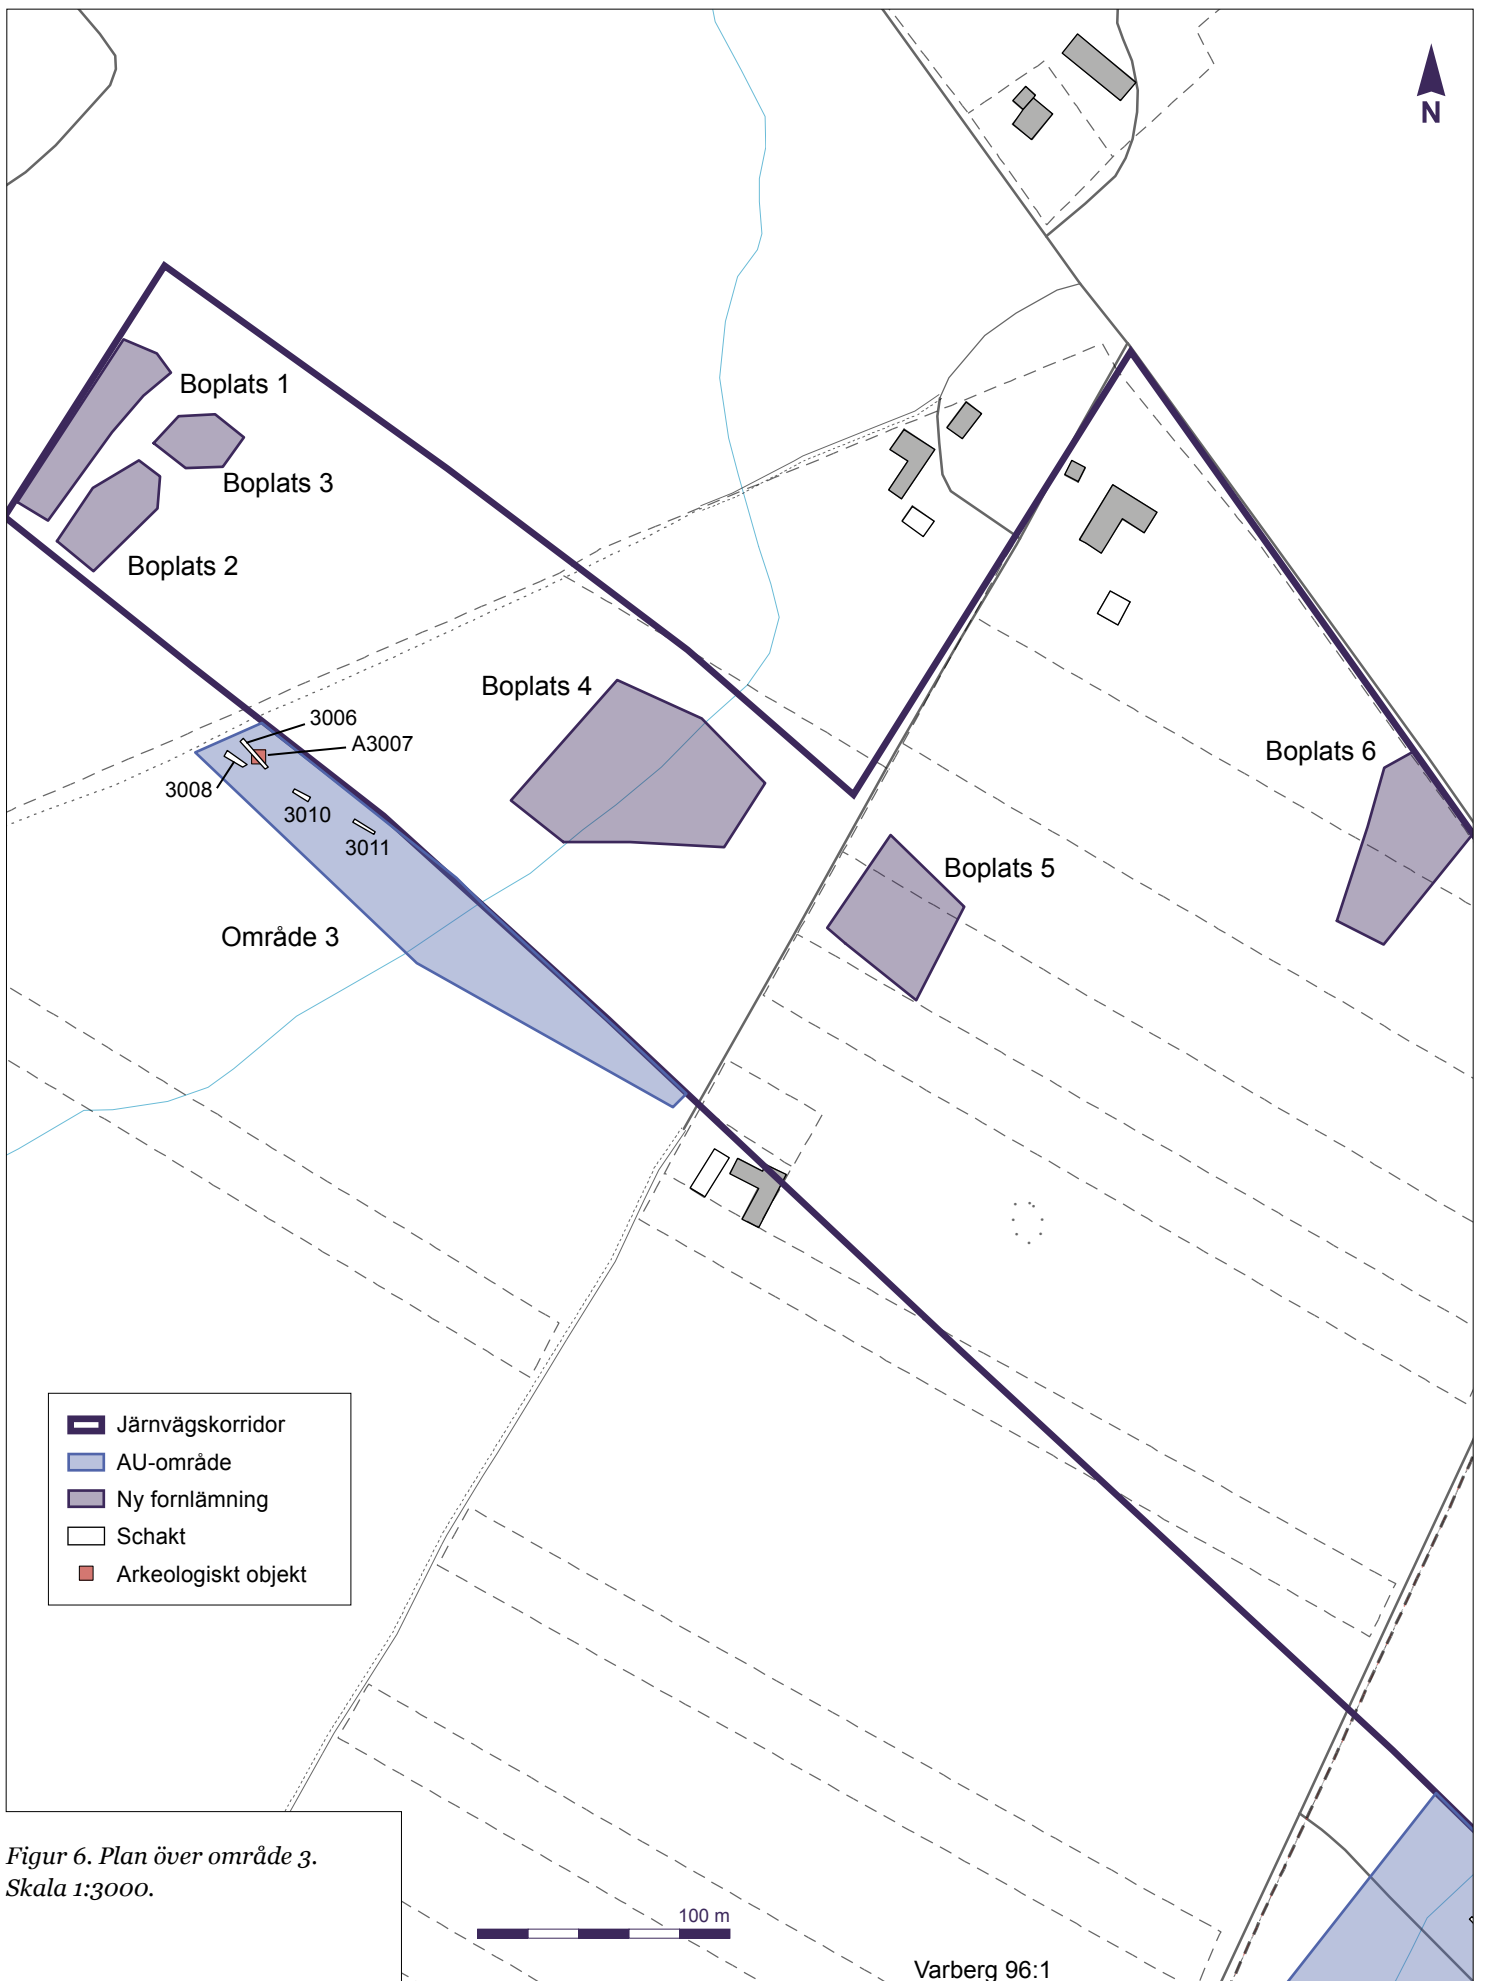 N
Boplats 1
Boplats 3
Boplats 2
Boplats 4
3006
A3007
Boplats 6
3008
3010
3011
Boplats 5
Område 3
Järnvägskorridor
AU-område
Ny fornlämning
Schakt
Arkeologiskt objekt
Figur 6. Plan över område 3.
Skala 1:3000.
100 m
Varberg 96:1